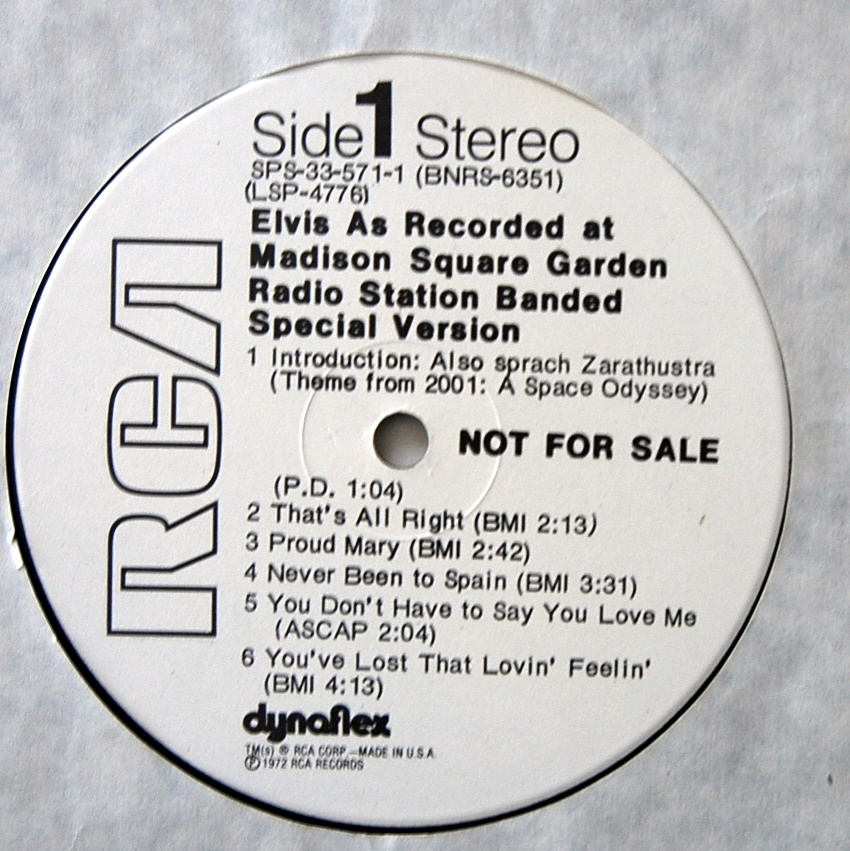 Side 1 Stereo
SPS-33-571-1 (BNRS-6351)
(LSP-4776)
Elvis As Recorded at
Madison Square Garden
Radio Station Banded
Special Version
1 Introduction: Also sprach Zarathustra
(Theme from 2001: A Space Odyssey)
NOT FOR SALE
(P.D. 1:04)
2 That's All Right (BMI 2:13)
3 Proud Mary (BMI 2:42)
4 Never Been to Spain (BMI 3:31)
5 You Don't Have to Say You Love Me
(ASCAP 2:04)
6 You've Lost That Lovin' Feelin'
(BMI 4:13)
dynaflex
TM(s) ® RCA CORP.—MADE IN U.S.A.
Ⓟ 1972 RCA RECORDS
RCA